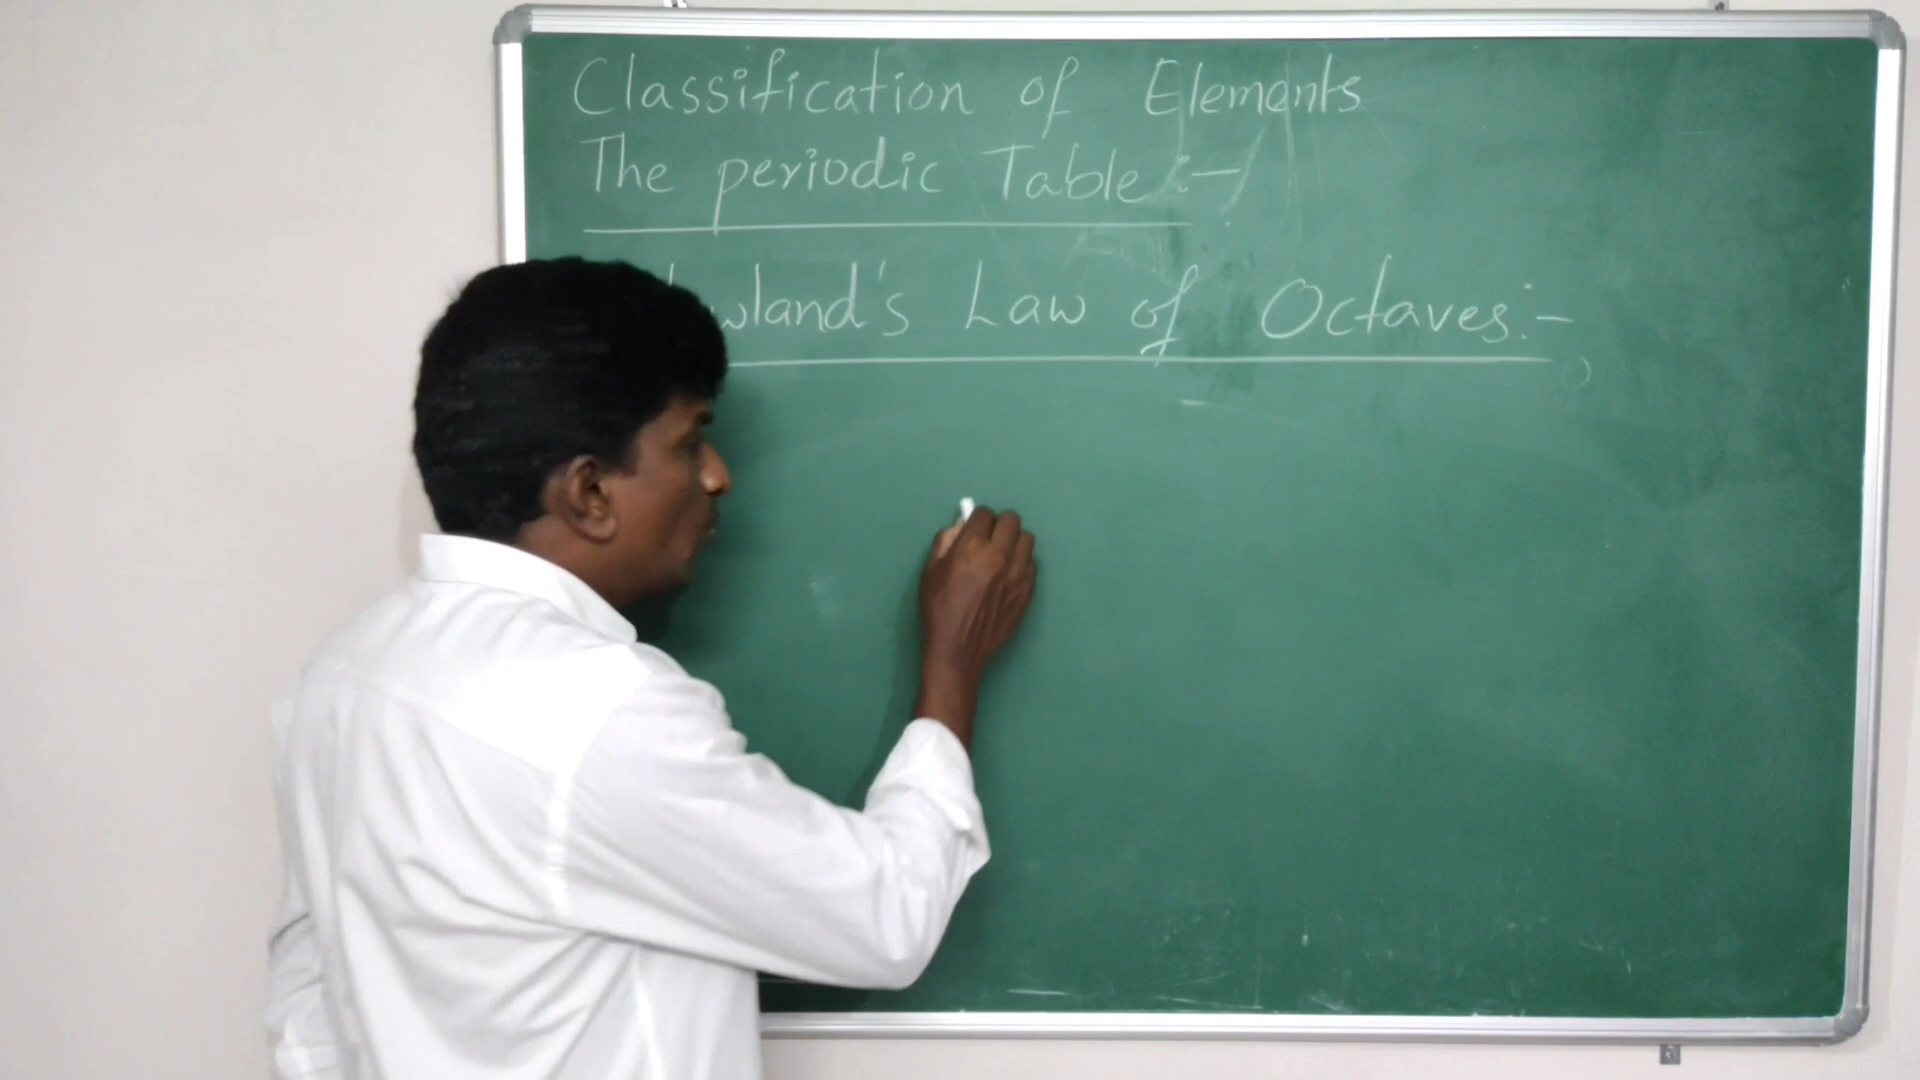 Classification of Elements
The periodic Table :-
wland's Law of Octaves :-